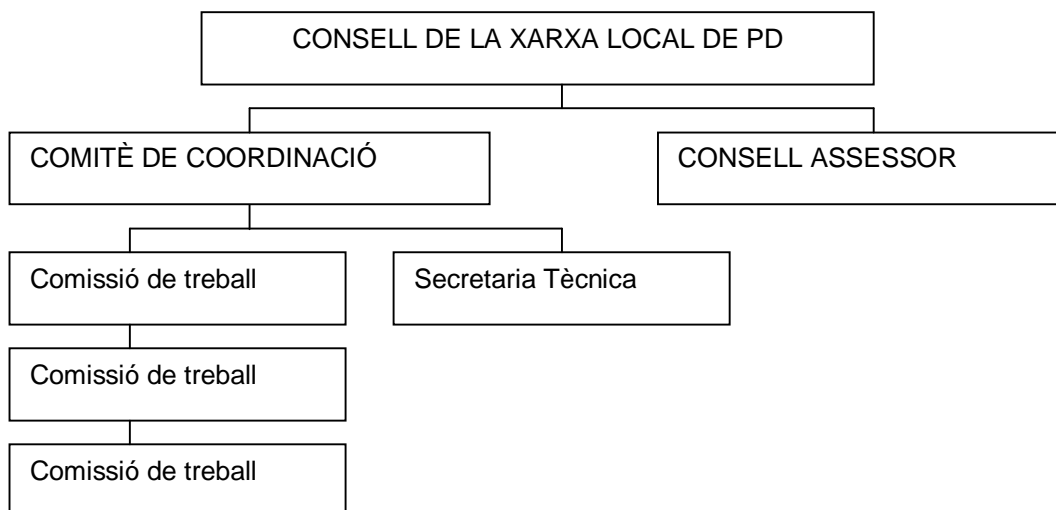 CONSELL DE LA XARXA LOCAL DE PD
COMITÈ DE COORDINACIÓ
CONSELL ASSESSOR
Comissió de treball
Secretaria Tècnica
Comissió de treball
Comissió de treball